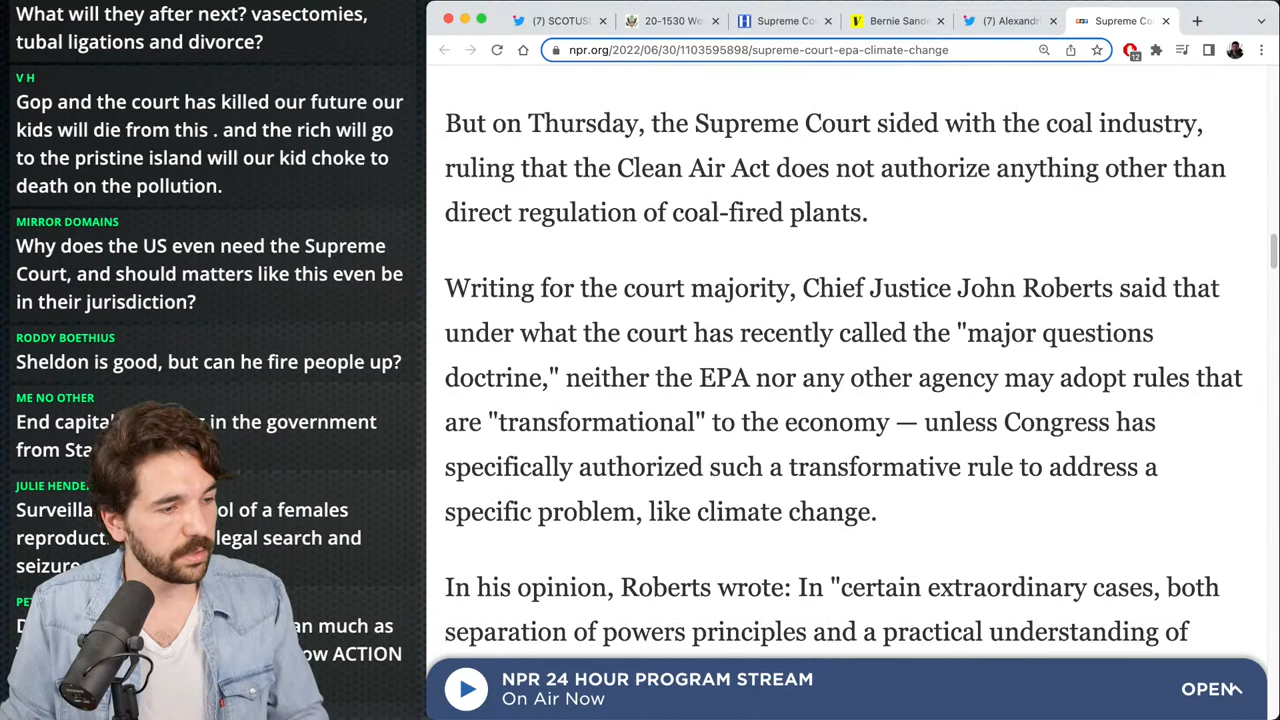 What will they after next? vasectomies,
tubal ligations and divorce?
V H
Gop and the court has killed our future our
kids will die from this . and the rich will go
to the pristine island will our kid choke to
death on the pollution.
MIRROR DOMAINS
Why does the US even need the Supreme
Court, and should matters like this even be
in their jurisdiction?
RODDY BOETHIUS
Sheldon is good, but can he fire people up?
ME NO OTHER
End capital in the government
from Sta
JULIE HENDE
Surveilla ol of a females
reproduct legal search and
seizure
PE
an much as
ow ACTION
(7) SCOTUS
20-1530 We
Supreme Co
Bernie Sand
(7) Alexandri
Supreme Co
npr.org/2022/06/30/1103595898/supreme-court-epa-climate-change
12
But on Thursday, the Supreme Court sided with the coal industry,
ruling that the Clean Air Act does not authorize anything other than
direct regulation of coal-fired plants.
Writing for the court majority, Chief Justice John Roberts said that
under what the court has recently called the "major questions
doctrine," neither the EPA nor any other agency may adopt rules that
are "transformational" to the economy — unless Congress has
specifically authorized such a transformative rule to address a
specific problem, like climate change.
In his opinion, Roberts wrote: In "certain extraordinary cases, both
separation of powers principles and a practical understanding of
NPR 24 HOUR PROGRAM STREAM
On Air Now
OPEN